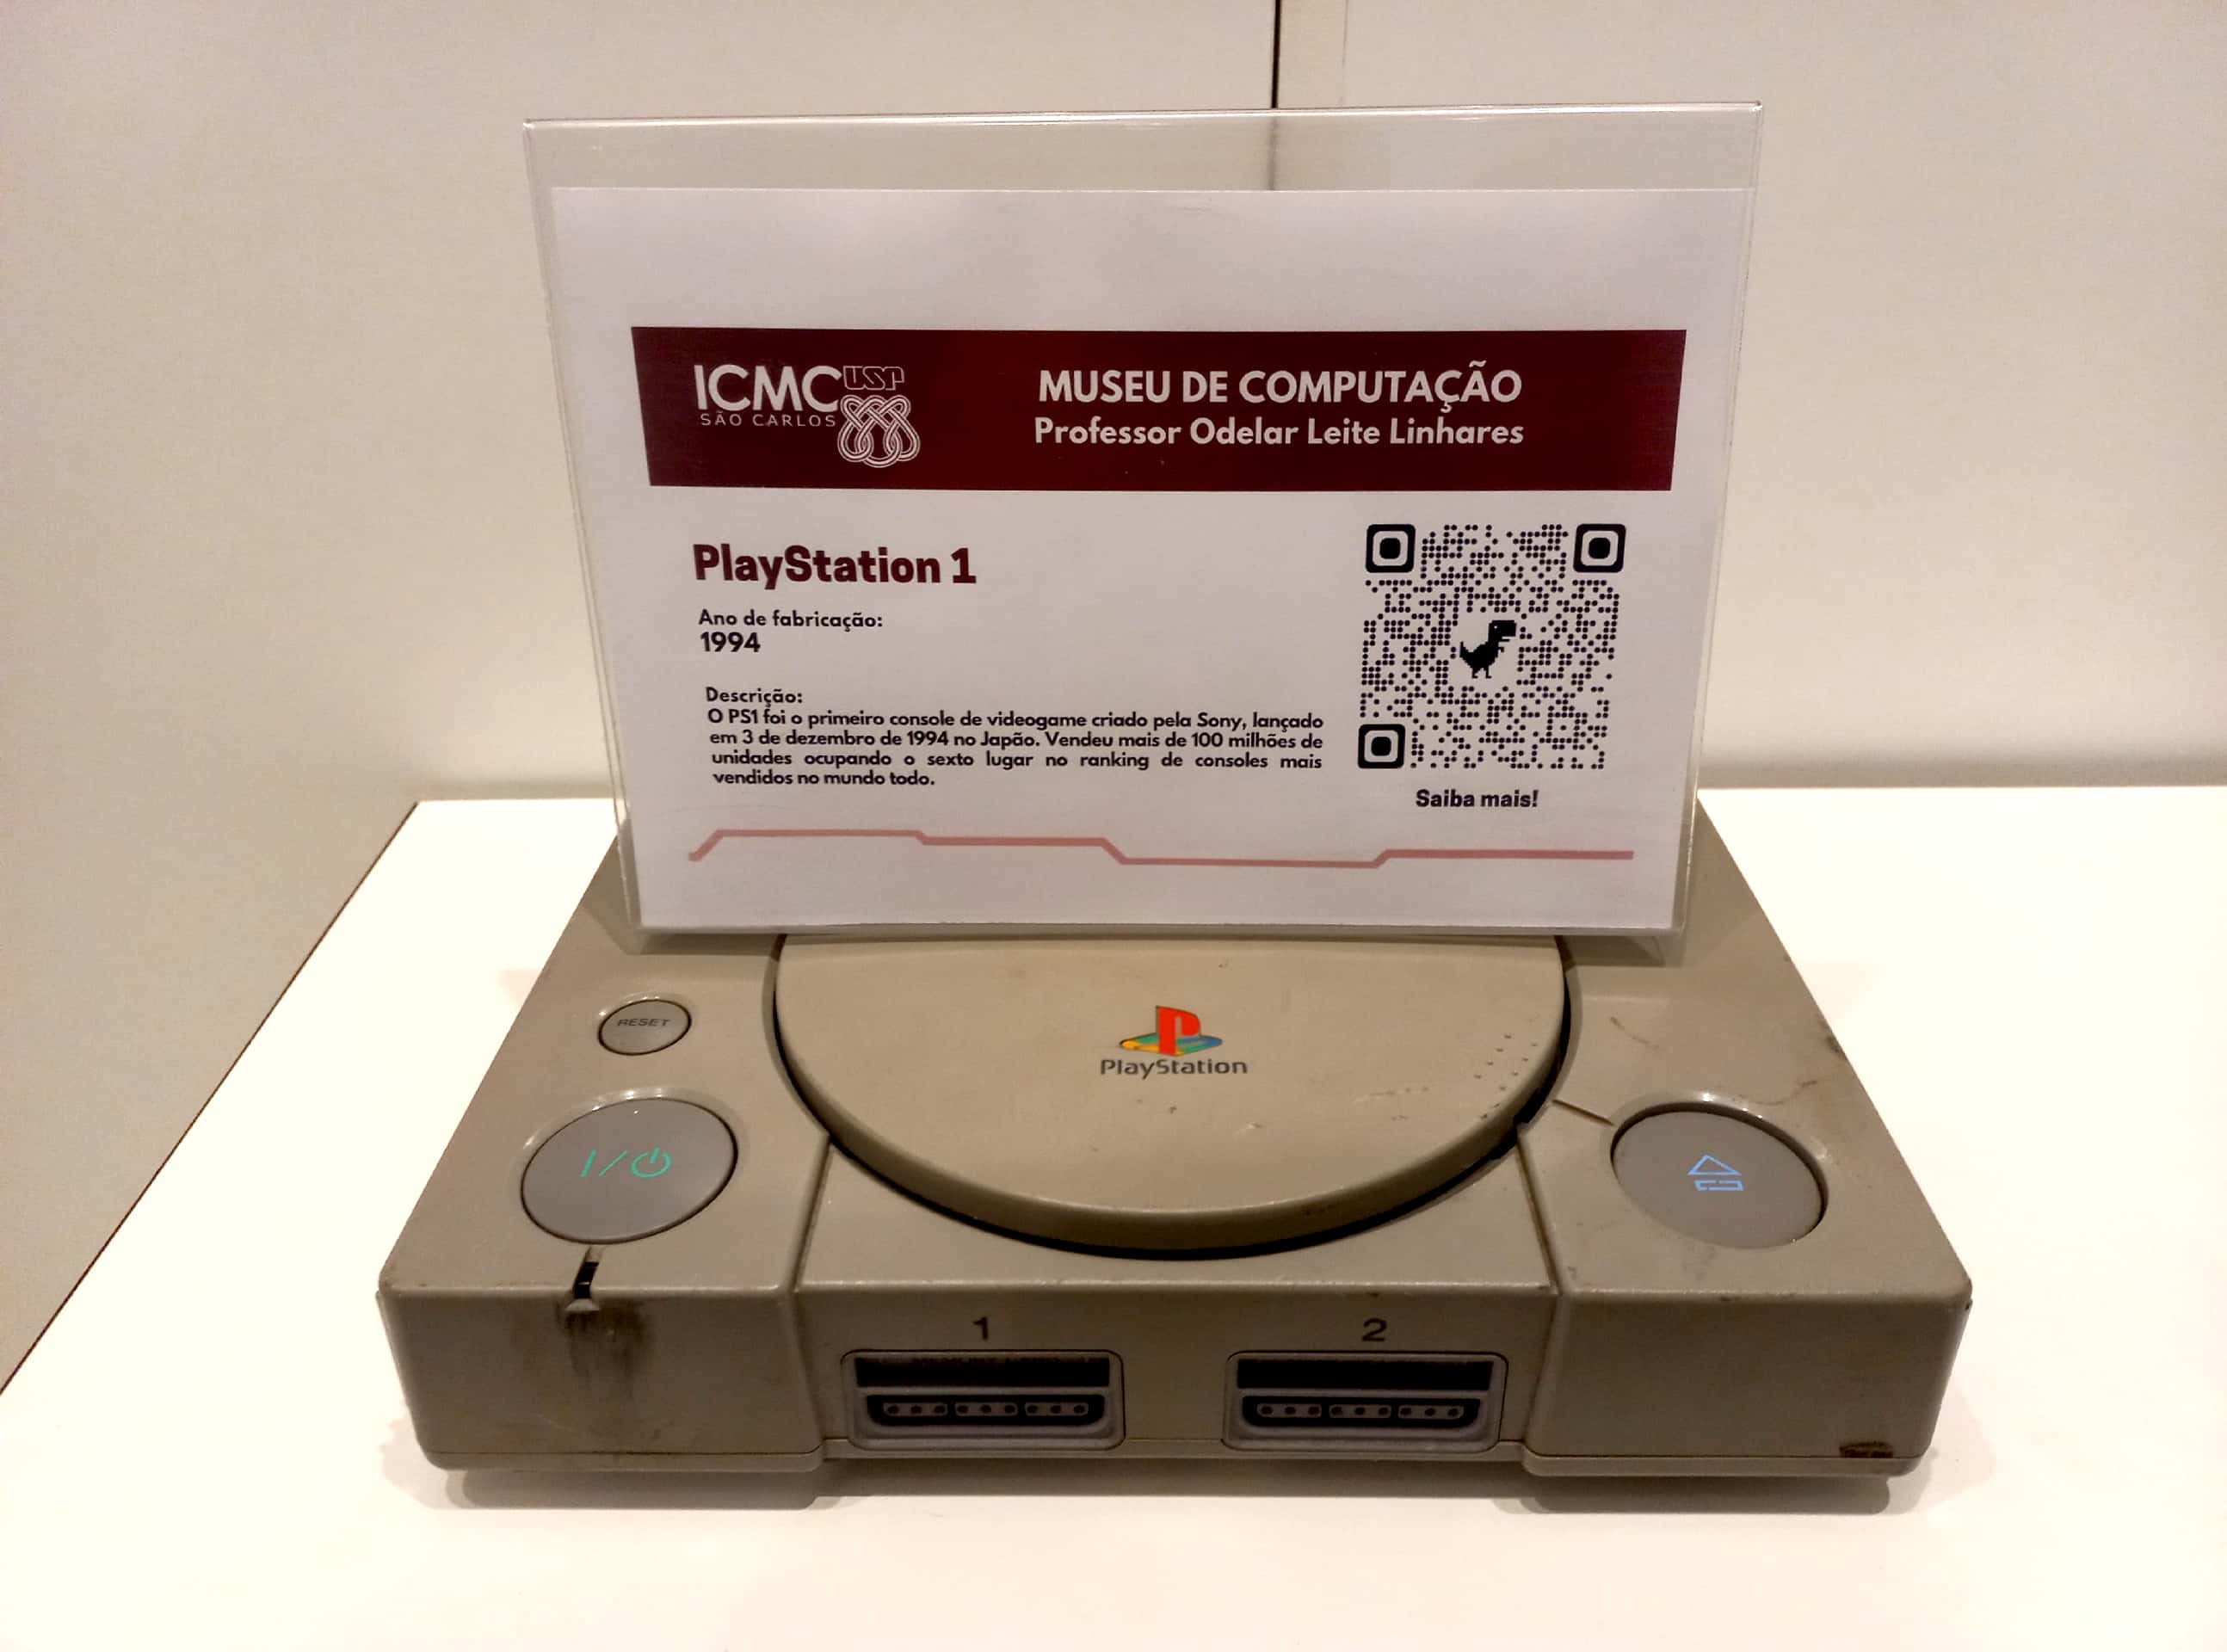 ICMC USP
SÃO CARLOS
MUSEU DE COMPUTAÇÃO
Professor Odelar Leite Linhares
PlayStation 1
Ano de fabricação:
1994
Descrição:
O PS1 foi o primeiro console de videogame criado pela Sony, lançado
em 3 de dezembro de 1994 no Japão. Vendeu mais de 100 milhões de
unidades ocupando o sexto lugar no ranking de consoles mais
vendidos no mundo todo.
Saiba mais!
RESET
PlayStation
1 2